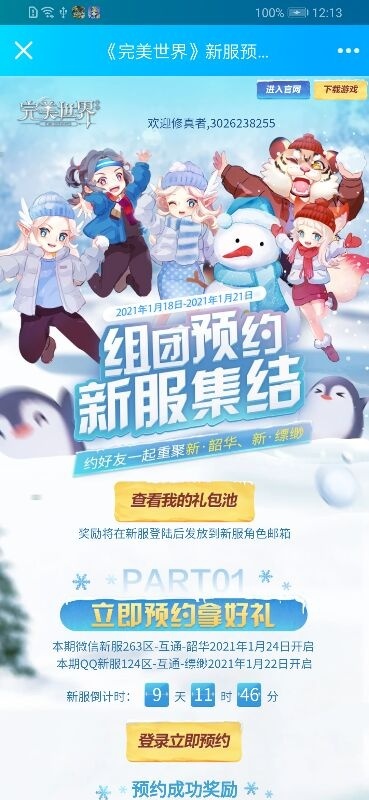 100% 12:13
《完美世界》新服预...
进入官网 下载游戏
完美世界
欢迎修真者,3026238255
2021年1月18日-2021年1月21日
组团预约
新服集结
约好友一起重聚新·韶华、新·缥缈
查看我的礼包池
奖励将在新服登陆后发放到新服角色邮箱
PART01
立即预约拿好礼
本期微信新服263区-互通-韶华2021年1月24日开启
本期QQ新服124区-互通-缥缈2021年1月22日开启
新服倒计时： 9 天 11 时 46 分
登录立即预约
预约成功奖励